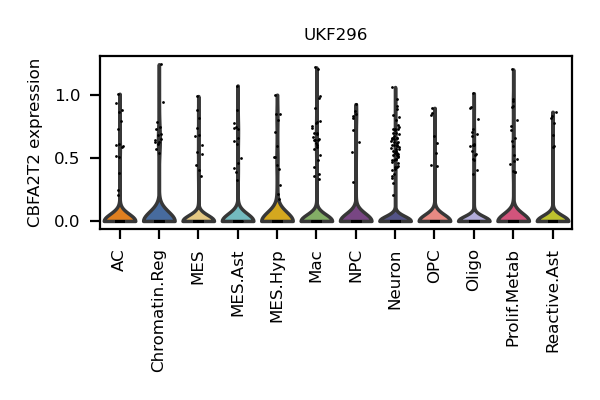 UKF296
CBFA2T2 expression
1.0
0.5
0.0
AC
Chromatin.Reg
MES
MES.Ast
MES.Hyp
Mac
NPC
Neuron
OPC
Oligo
Prolif.Metab
Reactive.Ast